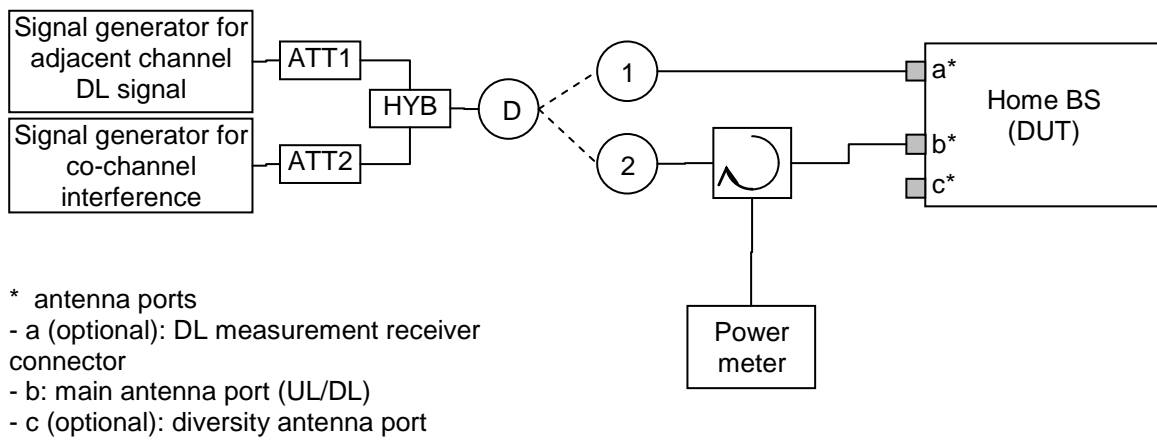 Signal generator for
adjacent channel
DL signal
ATT1
HYB
D
1
2
a*
Home BS
(DUT)
b*
c*
Signal generator for
co-channel
interference
ATT2
Power
meter
* antenna ports
- a (optional): DL measurement receiver
connector
- b: main antenna port (UL/DL)
- c (optional): diversity antenna port